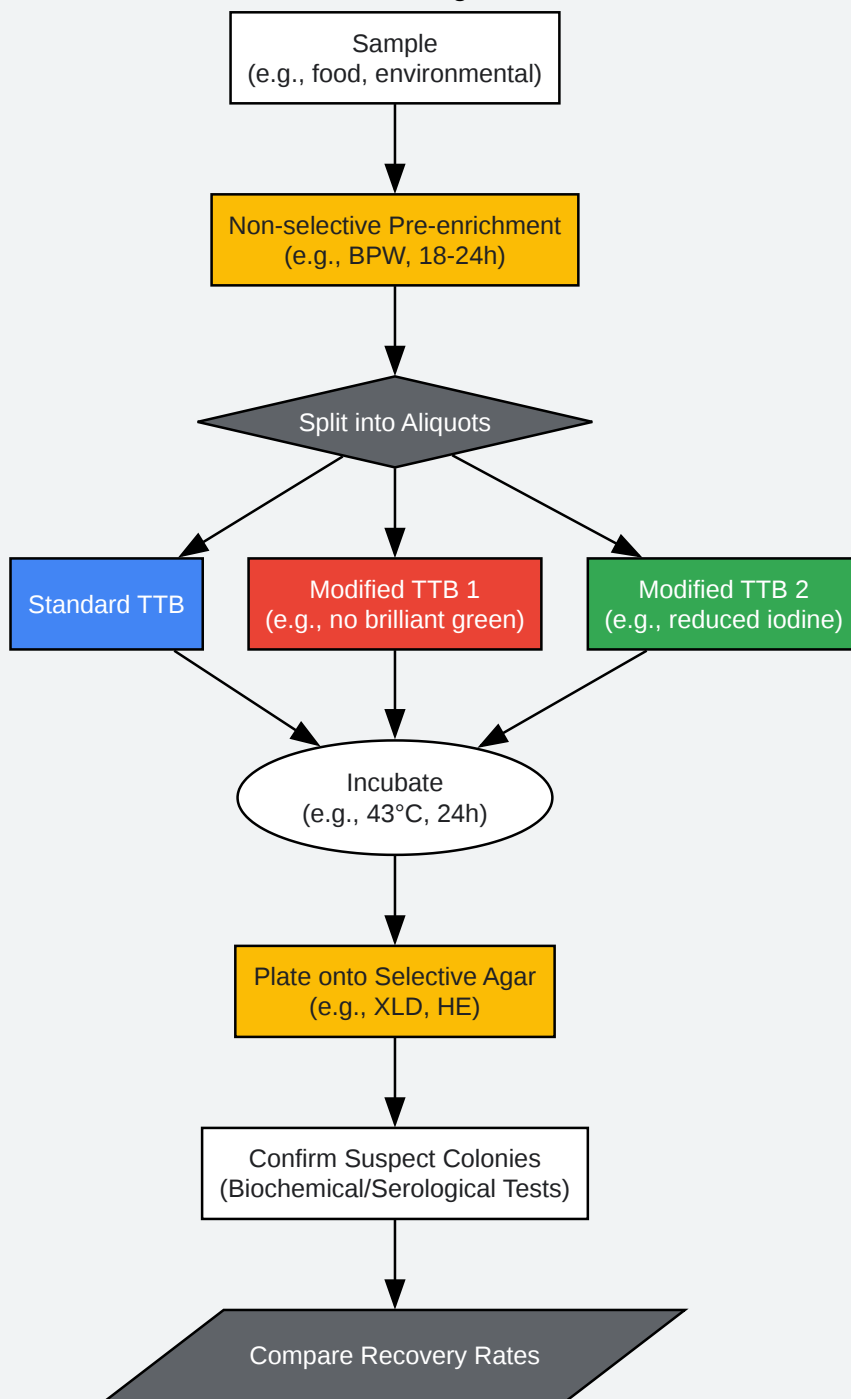 Sample
(e.g., food, environmental)
Non-selective Pre-enrichment
(e.g., BPW, 18-24h)
Split into Aliquots
Standard TTB
Modified TTB 1
(e.g., no brilliant green)
Modified TTB 2
(e.g., reduced iodine)
Incubate
(e.g., 43°C, 24h)
Plate onto Selective Agar
(e.g., XLD, HE)
Confirm Suspect Colonies
(Biochemical/Serological Tests)
Compare Recovery Rates